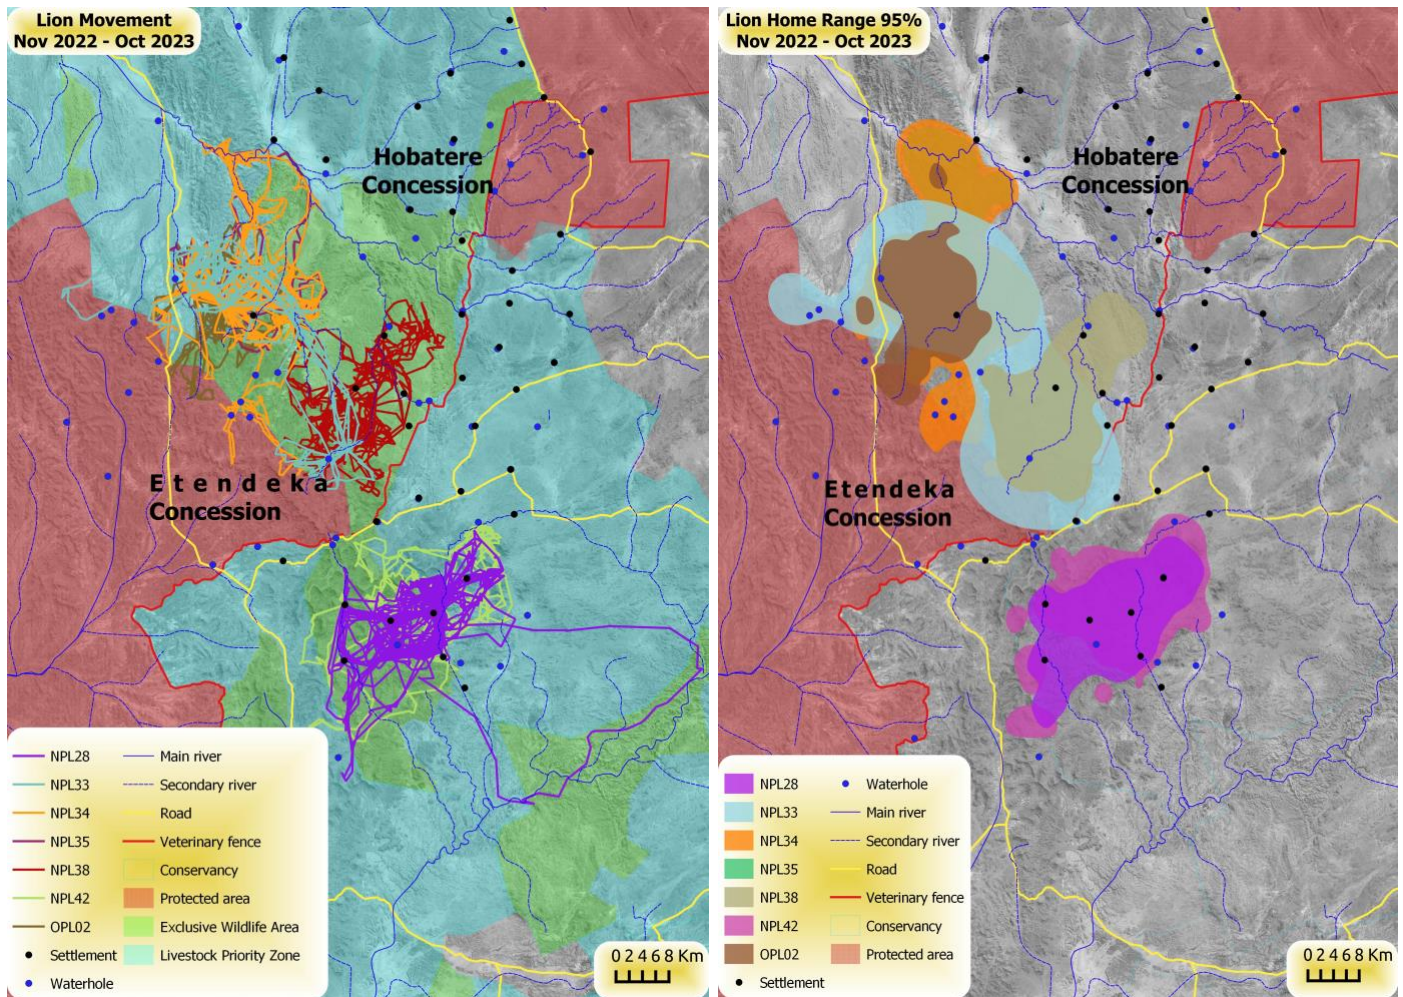 Lion Movement
Nov 2022 - Oct 2023
Hobatere
Concession
Etendeka
Concession
NPL28
NPL33
NPL34
NPL35
NPL38
NPL42
OPL02
Settlement
Waterhole
Main river
Secondary river
Road
Veterinary fence
Conservancy
Protected area
Exclusive Wildlife Area
Livestock Priority Zone
0 2 4 6 8 Km
Lion Home Range 95%
Nov 2022 - Oct 2023
Hobatere
Concession
Etendeka
Concession
NPL28
NPL33
NPL34
NPL35
NPL38
NPL42
OPL02
Settlement
Waterhole
Main river
Secondary river
Road
Veterinary fence
Conservancy
Protected area
0 2 4 6 8 Km